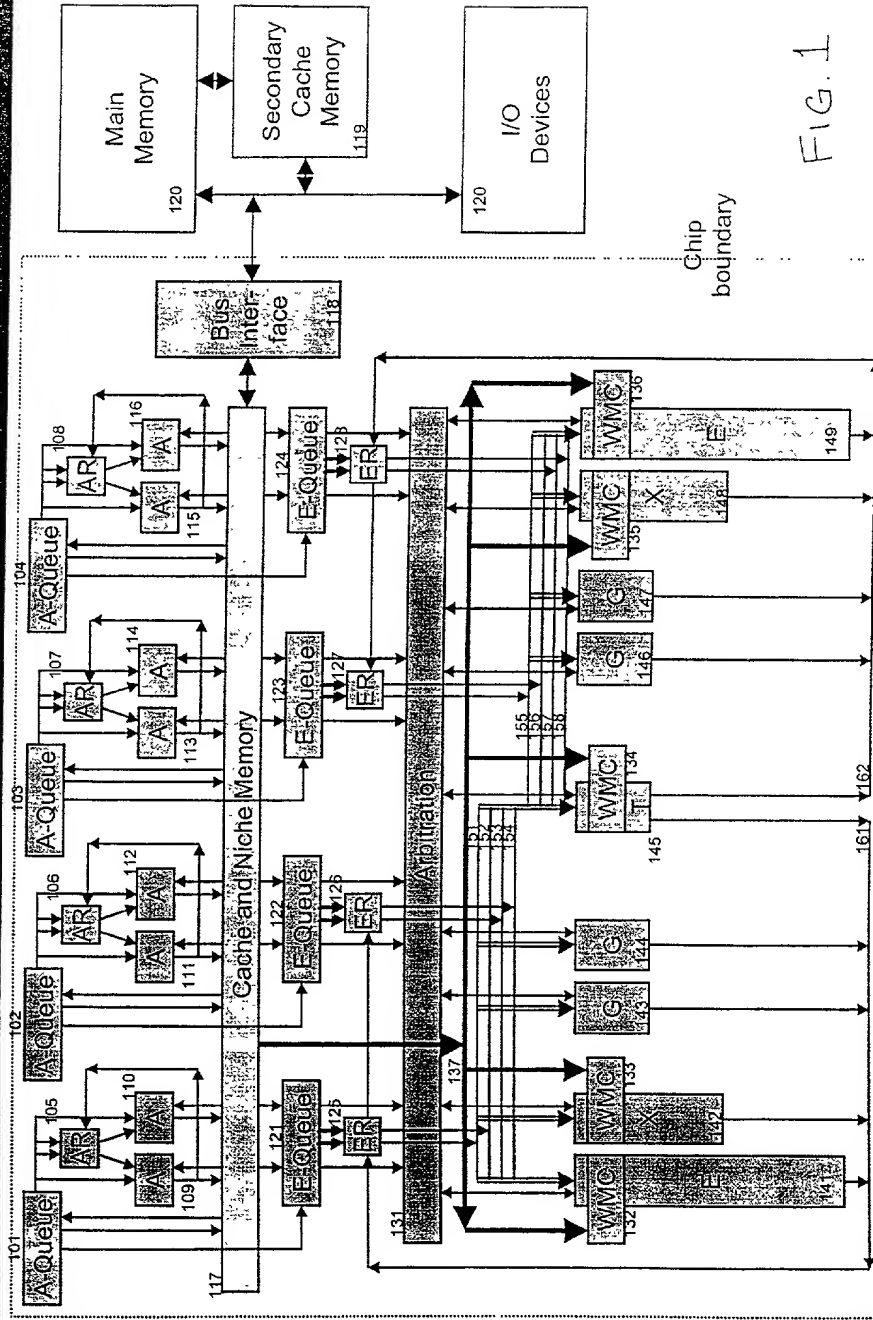 101
A-Queue
102
A-Queue
103
A-Queue
104
A-Queue
105
AR
106
AR
107
AR
108
AR
109
A
110
A
111
A
112
A
113
A
114
A
115
A
116
A
117
Cache and Niche Memory
Bus
Inter-
face
118
Main
Memory
120
Secondary
Cache
Memory
119
I/O
Devices
120
121
E-Queue
122
E-Queue
123
E-Queue
124
E-Queue
125
ER
126
ER
127
ER
128
ER
131
Arbitration
137
151
152
153
154
155
156
157
158
WMC
132
E
141
WMC
133
X
142
G
143
G
144
WMC
134
T
145
G
146
G
147
WMC
135
X
148
WMC
136
E
149
161
162
Chip
boundary
FIG. 1